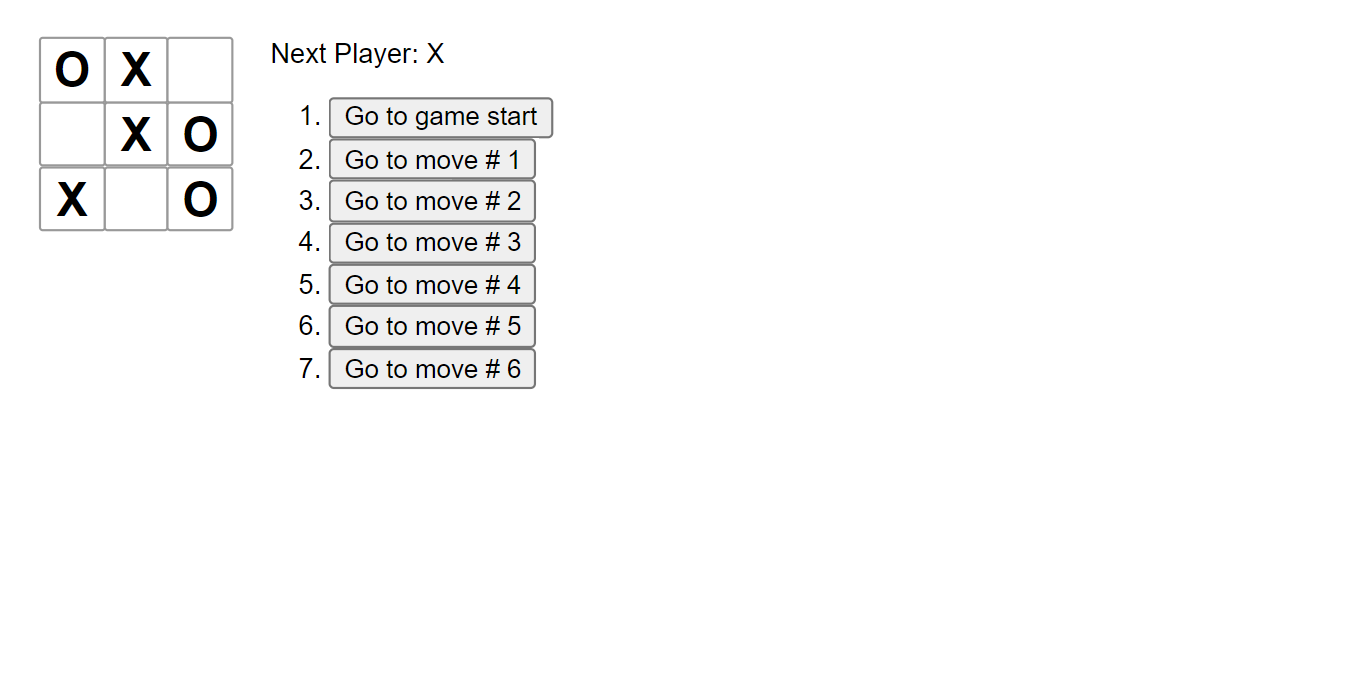 O X
X O
X O
Next Player: X
1. Go to game start
2. Go to move # 1
3. Go to move # 2
4. Go to move # 3
5. Go to move # 4
6. Go to move # 5
7. Go to move # 6